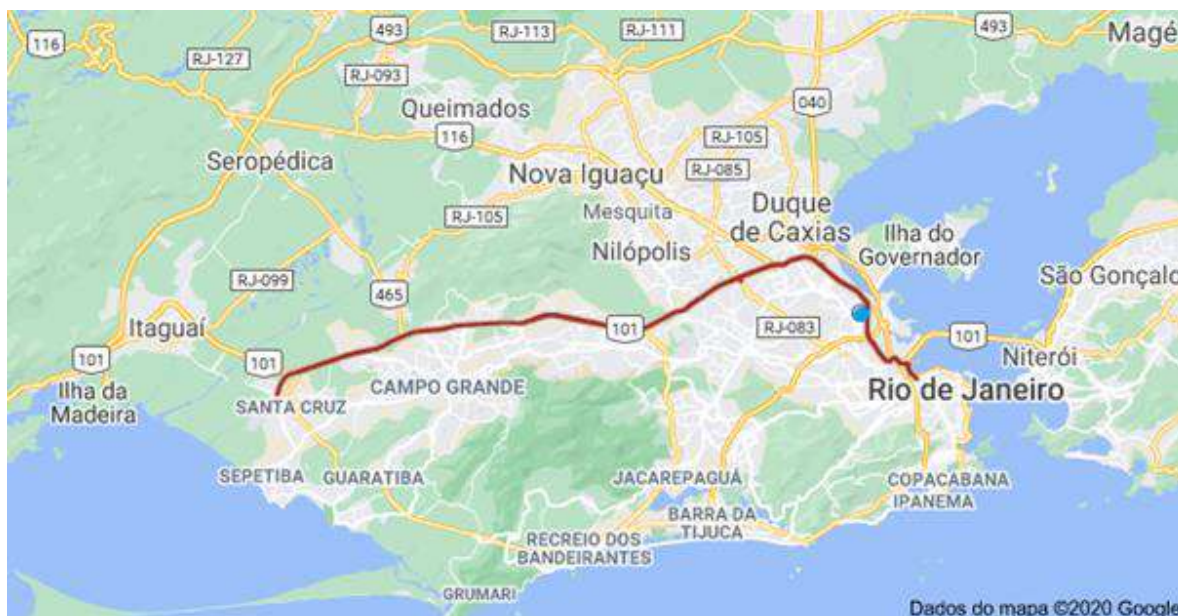 116
493
RJ-113
RJ-111
493
Magé
RJ-127
RJ-093
Queimados
116
040
RJ-105
Seropédica
RJ-085
Nova Iguaçu
Mesquita
Duque
de Caxias
RJ-105
Nilópolis
Ilha do
Governador
São Gonçalo
RJ-099
465
Itaguaí
101
RJ-083
101
Niterói
101
Ilha da
Madeira
101
SANTA CRUZ
CAMPO GRANDE
Rio de Janeiro
SEPETIBA
GUARATIBA
JACAREPAGUÁ
COPACABANA
IPANEMA
BARRA DA
TIJUCA
RECREIO DOS
BANDEIRANTES
GRUMARI
Dados do mapa ©2020 Google